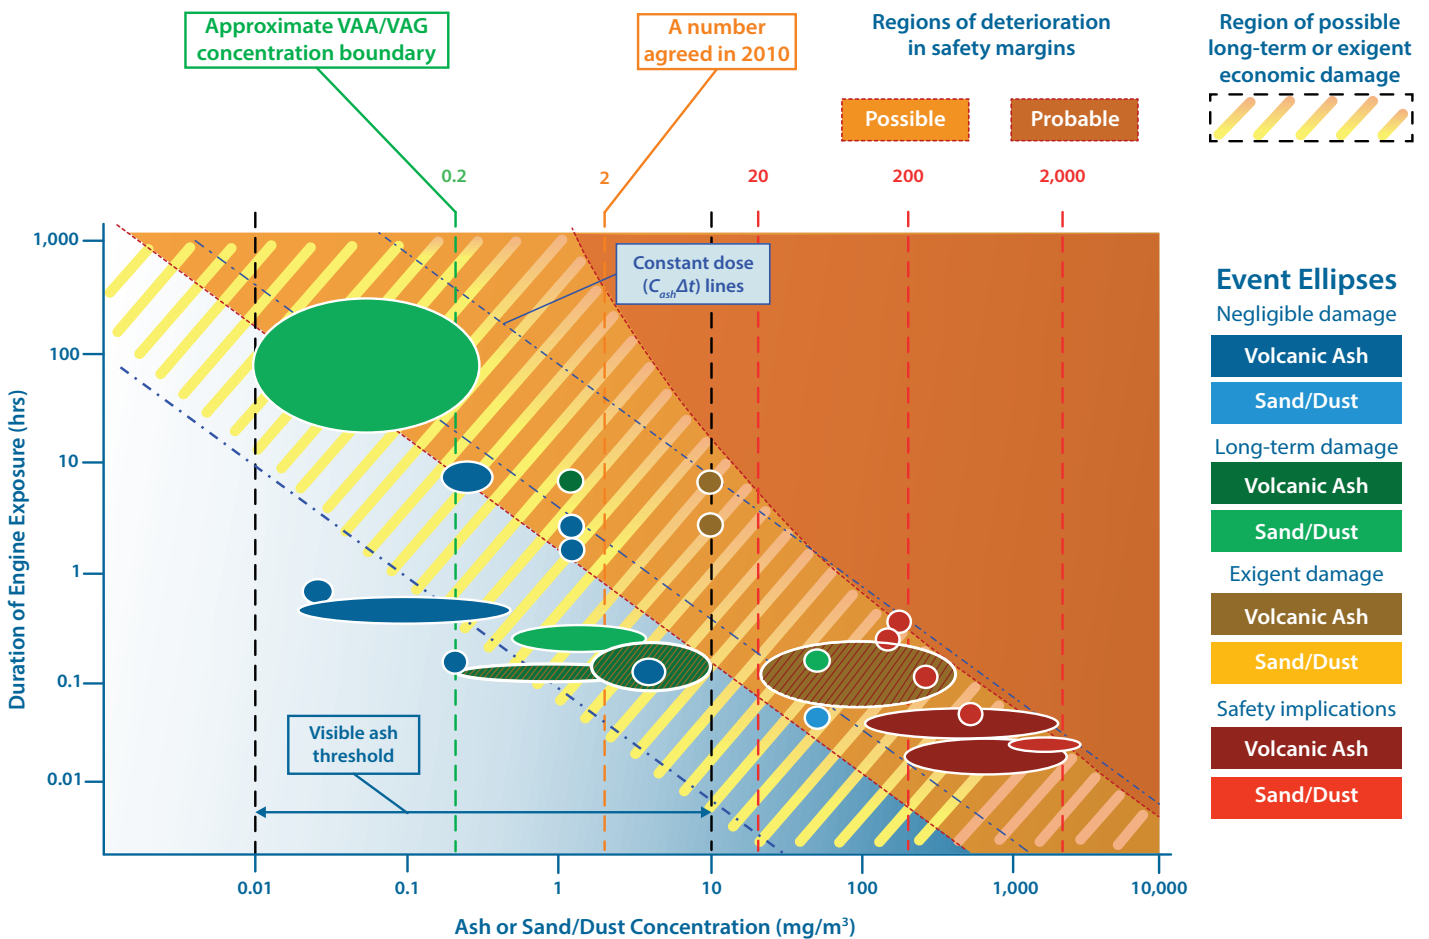 Approximate VAA/VAG
concentration boundary
A number
agreed in 2010
Regions of deterioration
in safety margins
Possible
Probable
Region of possible
long-term or exigent
economic damage
0.2
2
20
200
2,000
1,000
100
10
1
0.1
0.01
Duration of Engine Exposure (hrs)
Constant dose
(CashΔt) lines
Visible ash
threshold
0.01
0.1
1
10
100
1,000
10,000
Ash or Sand/Dust Concentration (mg/m³)
Event Ellipses
Negligible damage
Volcanic Ash
Sand/Dust
Long-term damage
Volcanic Ash
Sand/Dust
Exigent damage
Volcanic Ash
Sand/Dust
Safety implications
Volcanic Ash
Sand/Dust